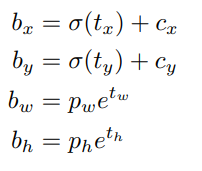 b_x = σ(t_x) + c_x
b_y = σ(t_y) + c_y
b_w = p_w e^{t_w}
b_h = p_h e^{t_h}